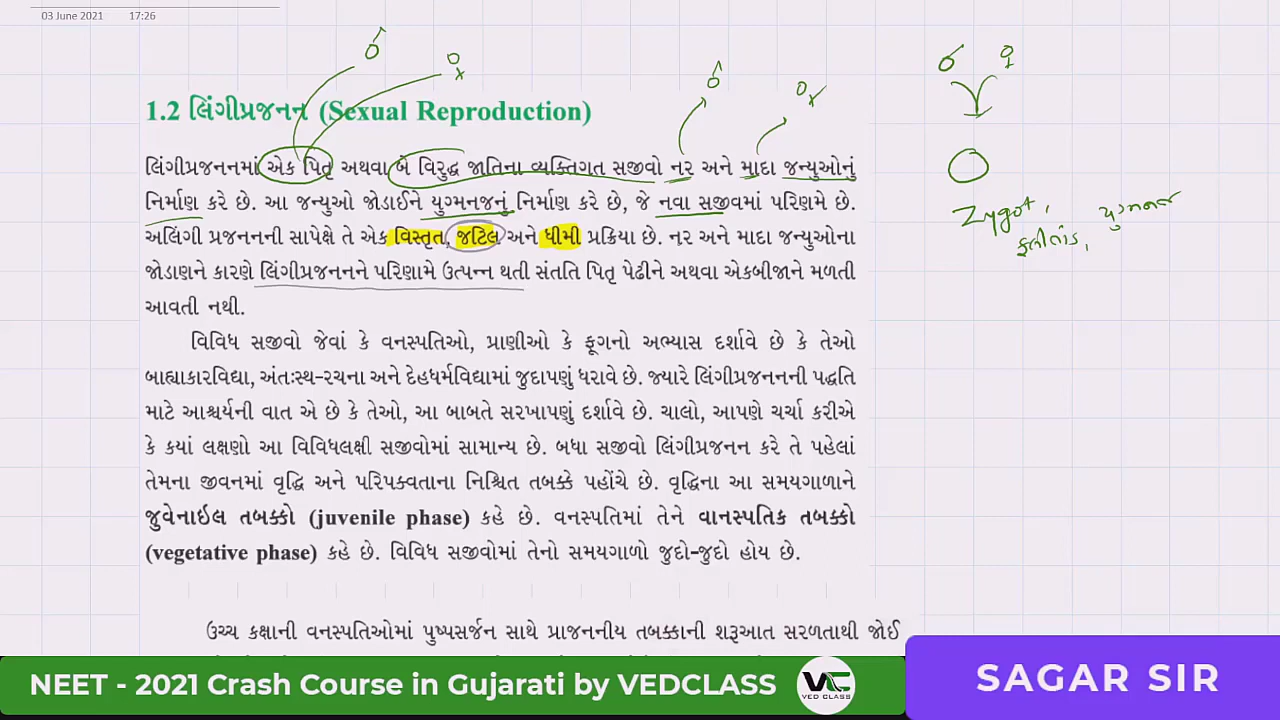 03 June 2021 17:26
1.2 લિંગીપ્રજનન (Sexual Reproduction)
લિંગીપ્રજનનમાં એક પિતૃ અથવા બે વિરુદ્ધ જાતિના વ્યક્તિગત સજીવો નર અને માદા જન્યુઓનું
નિર્માણ કરે છે. આ જન્યુઓ જોડાઈને યુગ્મનજનું નિર્માણ કરે છે, જે નવા સજીવમાં પરિણમે છે.
અલિંગી પ્રજનનની સાપેક્ષે તે એક વિસ્તૃત, જટિલ અને ધીમી પ્રક્રિયા છે. નર અને માદા જન્યુઓના
જોડાણને કારણે લિંગીપ્રજનનને પરિણામે ઉત્પન્ન થતી સંતતિ પિતૃ પેઢીને અથવા એકબીજાને મળતી
આવતી નથી.
વિવિધ સજીવો જેવાં કે વનસ્પતિઓ, પ્રાણીઓ કે ફૂગનો અભ્યાસ દર્શાવે છે કે તેઓ
બાહ્યાકારવિદ્યા, અંતઃસ્થ-રચના અને દેહધર્મવિદ્યામાં જુદાપણું ધરાવે છે. જ્યારે લિંગીપ્રજનનની પદ્ધતિ
માટે આશ્ચર્યની વાત એ છે કે તેઓ, આ બાબતે સરખાપણું દર્શાવે છે. ચાલો, આપણે ચર્ચા કરીએ
કે કયાં લક્ષણો આ વિવિધલક્ષી સજીવોમાં સામાન્ય છે. બધા સજીવો લિંગીપ્રજનન કરે તે પહેલાં
તેમના જીવનમાં વૃદ્ધિ અને પરિપક્વતાના નિશ્ચિત તબક્કે પહોંચે છે. વૃદ્ધિના આ સમયગાળાને
જુવેનાઇલ તબક્કો (juvenile phase) કહે છે. વનસ્પતિમાં તેને વાનસ્પતિક તબક્કો
(vegetative phase) કહે છે. વિવિધ સજીવોમાં તેનો સમયગાળો જુદો-જુદો હોય છે.
ઉચ્ચ કક્ષાની વનસ્પતિઓમાં પુષ્પસર્જન સાથે પ્રાજનનીય તબક્કાની શરૂઆત સરળતાથી જોઈ
♂ ♀
♂ ♀
♂ ♀
Zygot, યુગ્મનજ
ફલીતાંડ,
NEET - 2021 Crash Course in Gujarati by VEDCLASS
VC
VED CLASS
SAGAR SIR